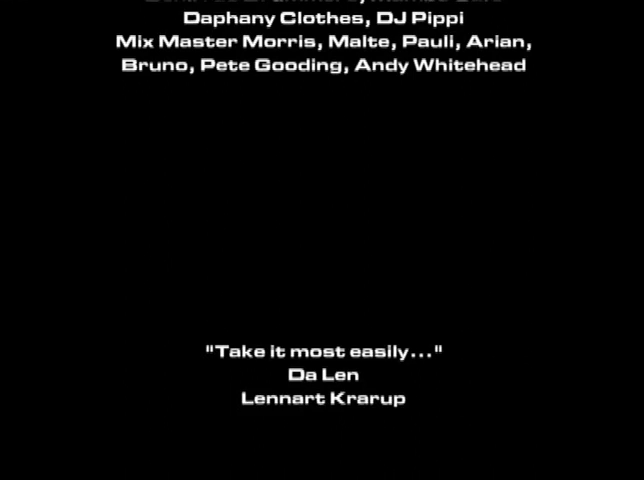 Daphany Clothes, DJ Pippi
Mix Master Morris, Malte, Pauli, Arian,
Bruno, Pete Gooding, Andy Whitehead
"Take it most easily..."
Da Len
Lennart Krarup